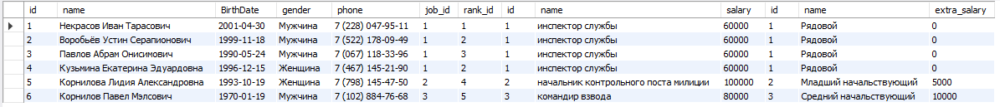 id name BirthDate gender phone job_id rank_id id name salary id name extra_salary
1 Некрасов Иван Тарасович 2001-04-30 Мужчина 7 (228) 047-95-11 1 1 1 инспектор службы 60000 1 Рядовой 0
2 Воробьёв Устин Серапионович 1999-11-18 Мужчина 7 (522) 178-09-49 1 2 1 инспектор службы 60000 1 Рядовой 0
3 Павлов Абрам Онисимович 1990-05-24 Мужчина 7 (067) 118-33-96 1 3 1 инспектор службы 60000 1 Рядовой 0
4 Кузьмина Екатерина Эдуардовна 1996-12-15 Женщина 7 (467) 145-21-90 1 2 1 инспектор службы 60000 1 Рядовой 0
5 Корнилова Лидия Александровна 1993-10-19 Женщина 7 (798) 145-47-50 2 4 2 начальник контрольного поста милиции 100000 2 Младший начальствующий 5000
6 Корнилов Павел Мэлсович 1970-01-19 Мужчина 7 (102) 884-76-68 3 5 3 командир взвода 80000 3 Средний начальствующий 10000